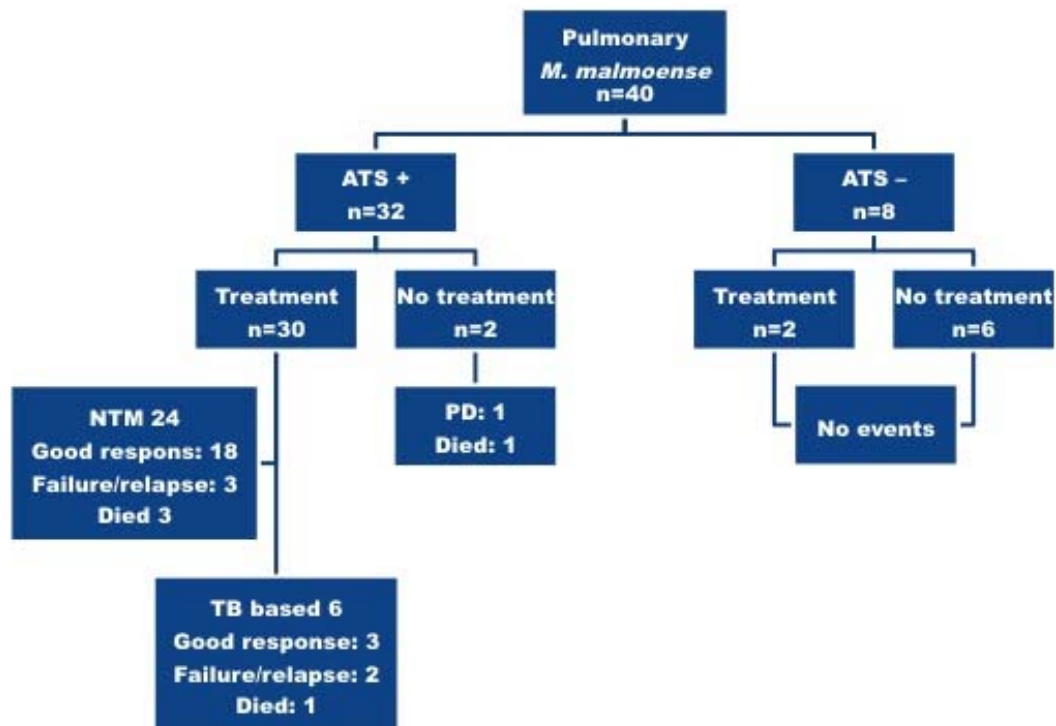 Pulmonary
M. malmoense
n=40
ATS +
n=32
ATS –
n=8
Treatment
n=30
No treatment
n=2
Treatment
n=2
No treatment
n=6
NTM 24
Good respons: 18
Failure/relapse: 3
Died 3
PD: 1
Died: 1
No events
TB based 6
Good response: 3
Failure/relapse: 2
Died: 1